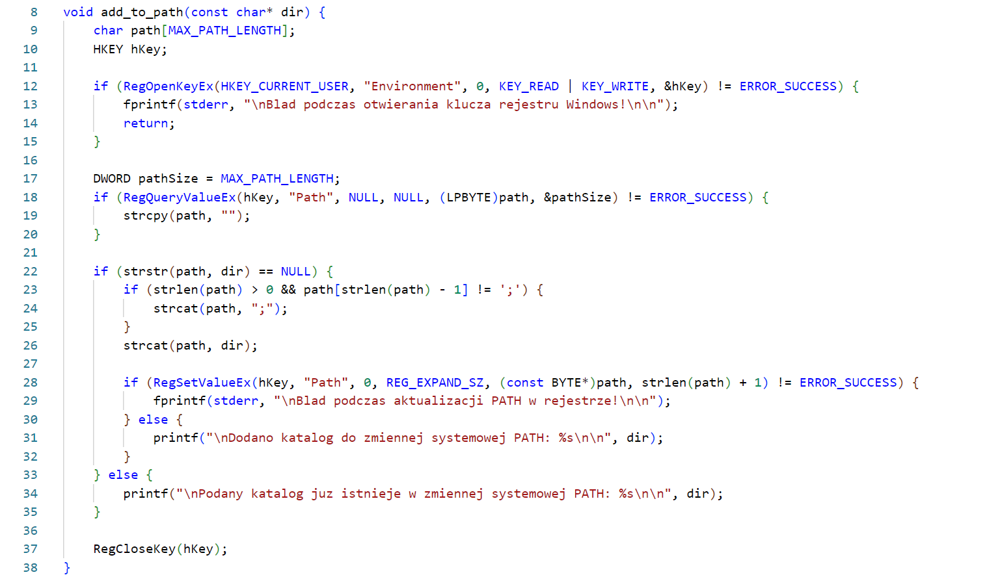 8 void add_to_path(const char* dir) {
9 char path[MAX_PATH_LENGTH];
10 HKEY hKey;
11
12 if (RegOpenKeyEx(HKEY_CURRENT_USER, "Environment", 0, KEY_READ | KEY_WRITE, &hKey) != ERROR_SUCCESS) {
13 fprintf(stderr, "\nBlad podczas otwierania klucza rejestru Windows!\n\n");
14 return;
15 }
16
17 DWORD pathSize = MAX_PATH_LENGTH;
18 if (RegQueryValueEx(hKey, "Path", NULL, NULL, (LPBYTE)path, &pathSize) != ERROR_SUCCESS) {
19 strcpy(path, "");
20 }
21
22 if (strstr(path, dir) == NULL) {
23 if (strlen(path) > 0 && path[strlen(path) - 1] != ';') {
24 strcat(path, ";");
25 }
26 strcat(path, dir);
27
28 if (RegSetValueEx(hKey, "Path", 0, REG_EXPAND_SZ, (const BYTE*)path, strlen(path) + 1) != ERROR_SUCCESS) {
29 fprintf(stderr, "\nBlad podczas aktualizacji PATH w rejestrze!\n\n");
30 } else {
31 printf("\nDodano katalog do zmiennej systemowej PATH: %s\n\n", dir);
32 }
33 } else {
34 printf("\nPodany katalog juz istnieje w zmiennej systemowej PATH: %s\n\n", dir);
35 }
36
37 RegCloseKey(hKey);
38 }